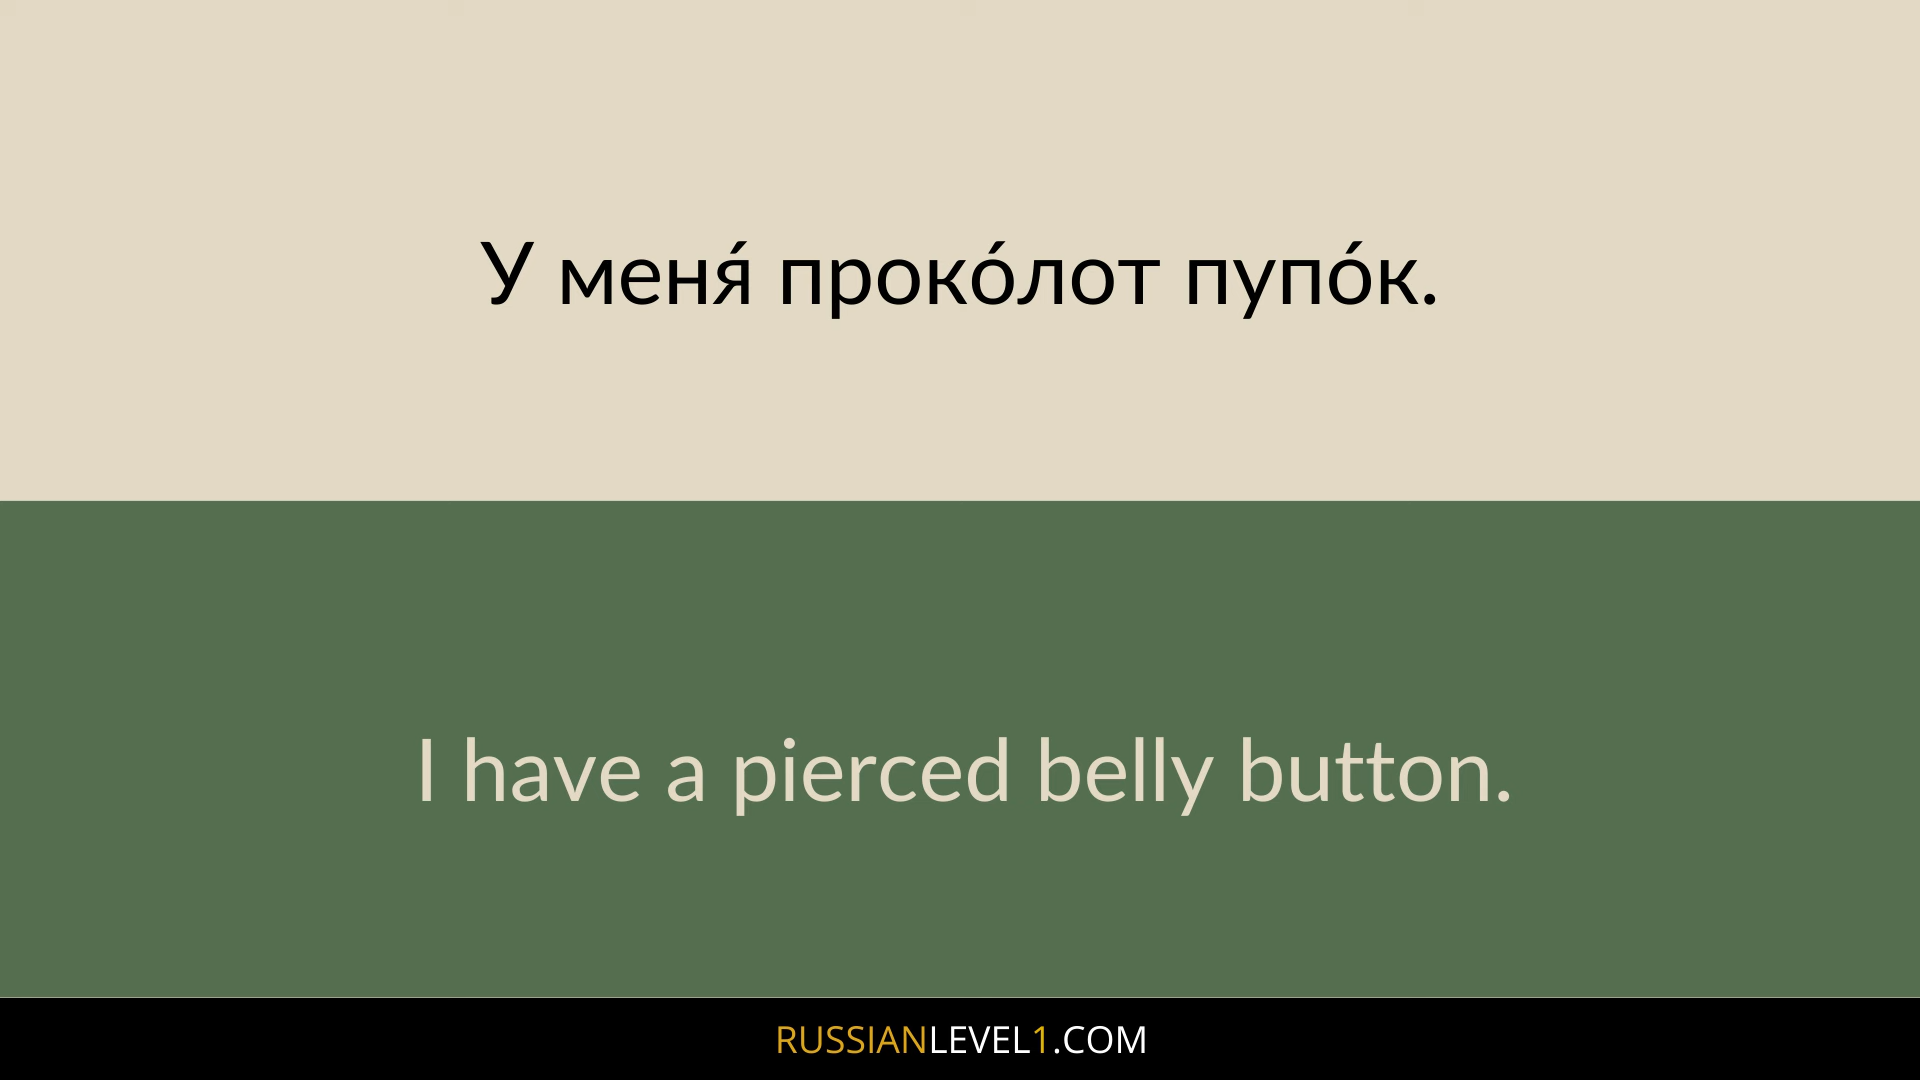 У меня́ проко́лот пупо́к.
I have a pierced belly button.
RUSSIANLEVEL1.COM